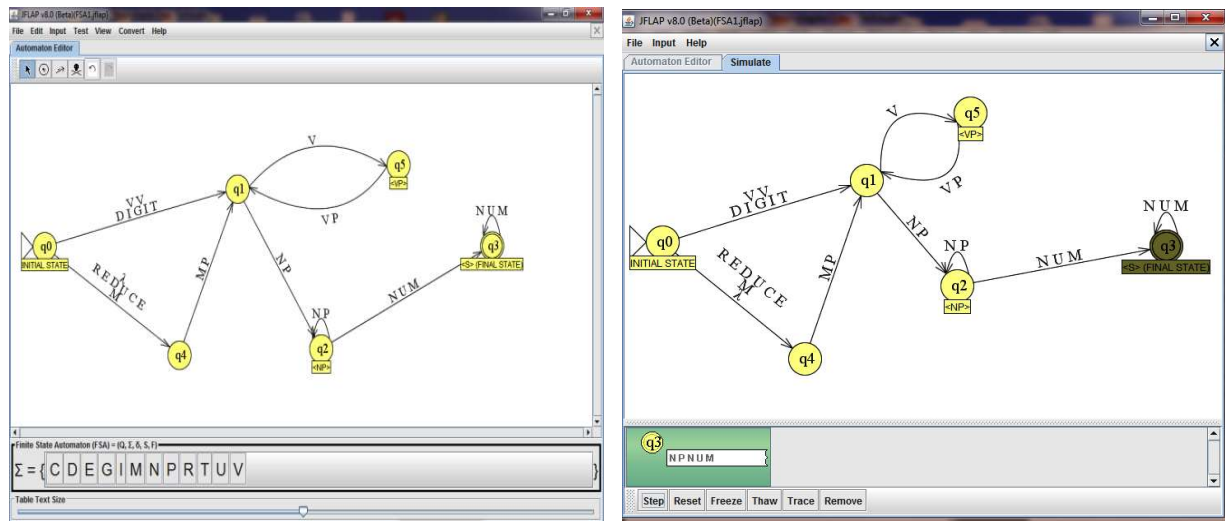 JFLAP v8.0 (Beta)(FSA1.jflap)
File Edit Input Test View Convert Help
Automaton Editor
V
q5
<VP>
VP
q1
VV
DIGIT
q0
INITIAL STATE
REDUCE
λ
M
MP
NP
NUM
q3
<S> (FINAL STATE)
NUM
NP
q2
<NP>
q4
Finite State Automaton (FSA) = (Q, Σ, δ, S, F)
Σ = { C D E G I M N P R T U V }
Table Text Size
JFLAP v8.0 (Beta)(FSA1.jflap)
File Input Help
Automaton Editor Simulate
V
q5
<VP>
VP
q1
VV
DIGIT
q0
INITIAL STATE
REDUCE
M
λ
MP
NP
NUM
q3
<S> (FINAL STATE)
NUM
NP
q2
<NP>
q4
q3
NPNUM
Step Reset Freeze Thaw Trace Remove